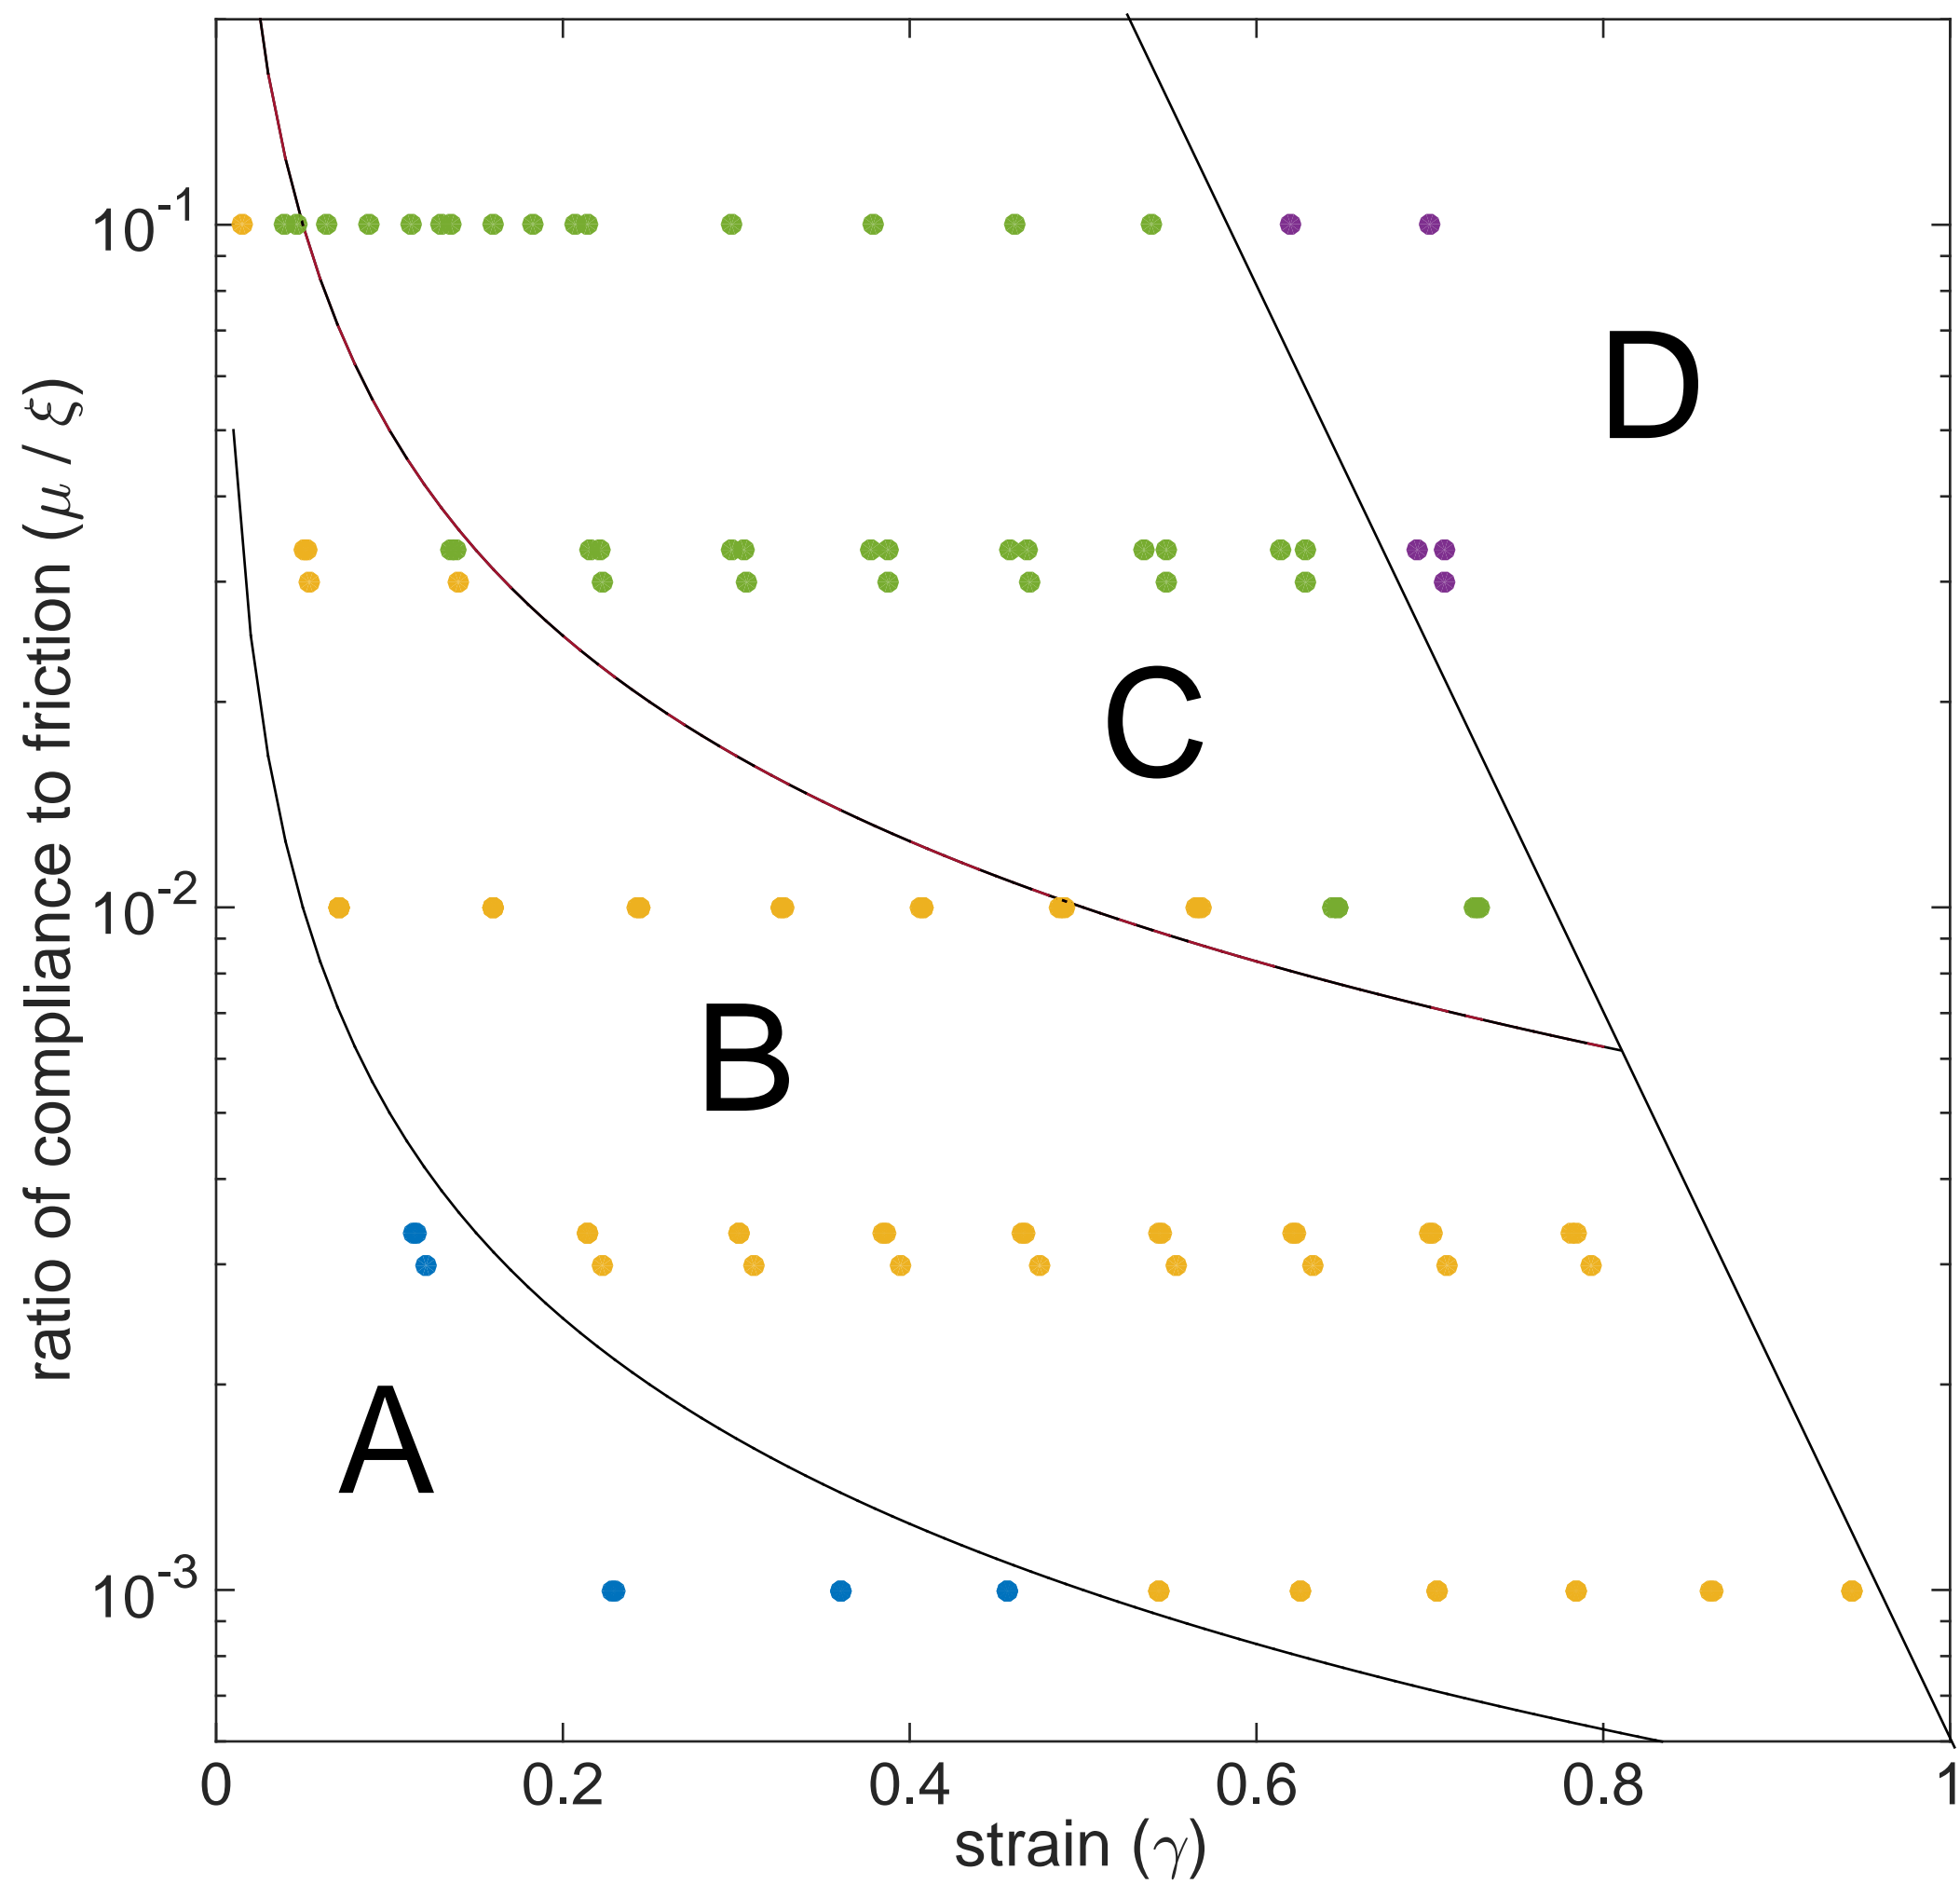 ratio of compliance to friction (μ / ξ)
10⁻¹
10⁻²
10⁻³
D
C
B
A
0 0.2 0.4 0.6 0.8 1
strain (γ)